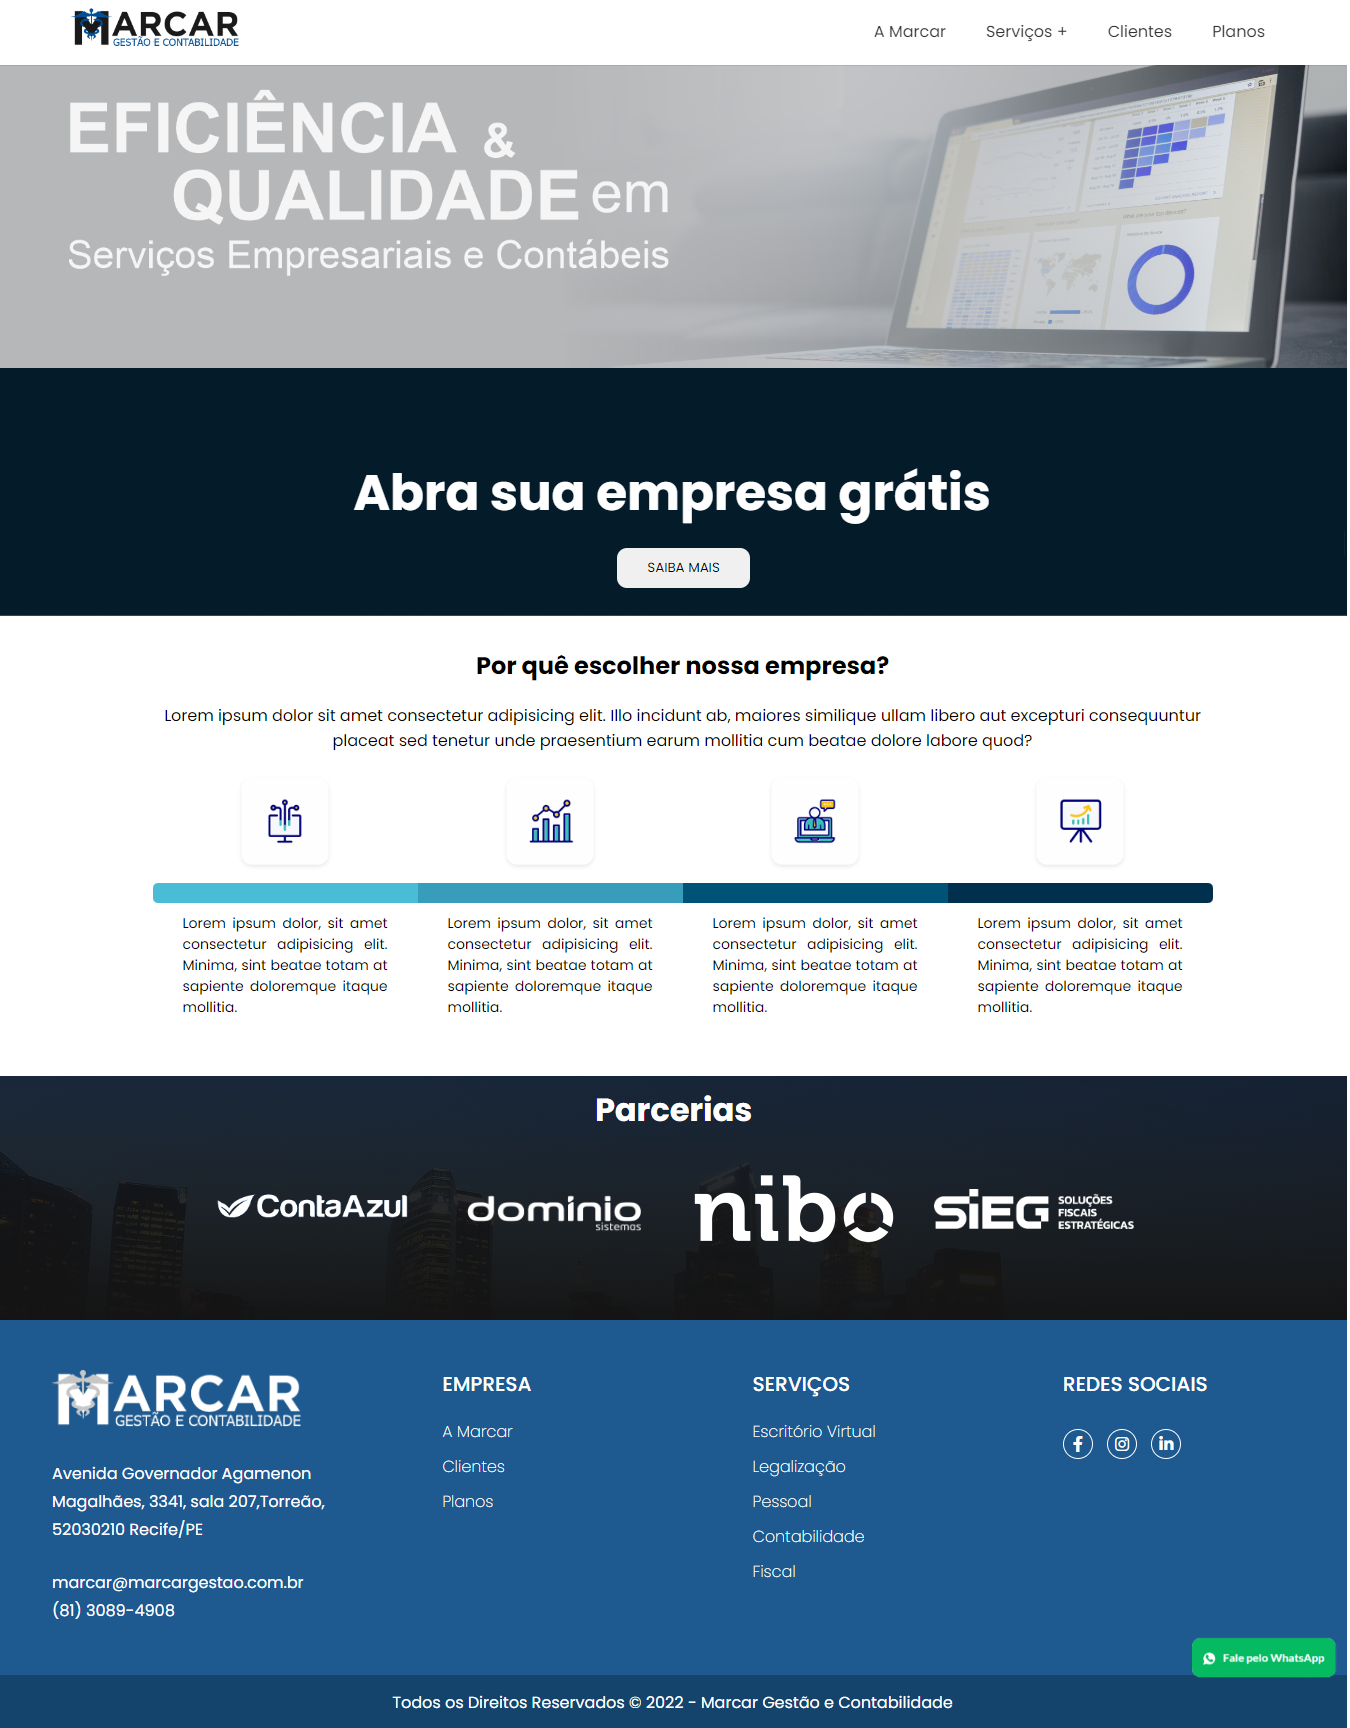 MARCAR
GESTÃO E CONTABILIDADE
A Marcar
Serviços +
Clientes
Planos
EFICIÊNCIA &
QUALIDADE em
Serviços Empresariais e Contábeis
Abra sua empresa grátis
SAIBA MAIS
Por quê escolher nossa empresa?
Lorem ipsum dolor sit amet consectetur adipisicing elit. Illo incidunt ab, maiores similique ullam libero aut excepturi consequuntur
placeat sed tenetur unde praesentium earum mollitia cum beatae dolore labore quod?
Lorem ipsum dolor, sit amet
consectetur adipisicing elit.
Minima, sint beatae totam at
sapiente doloremque itaque
mollitia.
Lorem ipsum dolor, sit amet
consectetur adipisicing elit.
Minima, sint beatae totam at
sapiente doloremque itaque
mollitia.
Lorem ipsum dolor, sit amet
consectetur adipisicing elit.
Minima, sint beatae totam at
sapiente doloremque itaque
mollitia.
Lorem ipsum dolor, sit amet
consectetur adipisicing elit.
Minima, sint beatae totam at
sapiente doloremque itaque
mollitia.
Parcerias
ContaAzul
domínio
sistemas
nibo
SIEG
SOLUÇÕES
FISCAIS
ESTRATÉGICAS
MARCAR
GESTÃO E CONTABILIDADE
Avenida Governador Agamenon
Magalhães, 3341, sala 207,Torreão,
52030210 Recife/PE
marcar@marcargestao.com.br
(81) 3089-4908
EMPRESA
A Marcar
Clientes
Planos
SERVIÇOS
Escritório Virtual
Legalização
Pessoal
Contabilidade
Fiscal
REDES SOCIAIS
Fale pelo WhatsApp
Todos os Direitos Reservados © 2022 - Marcar Gestão e Contabilidade